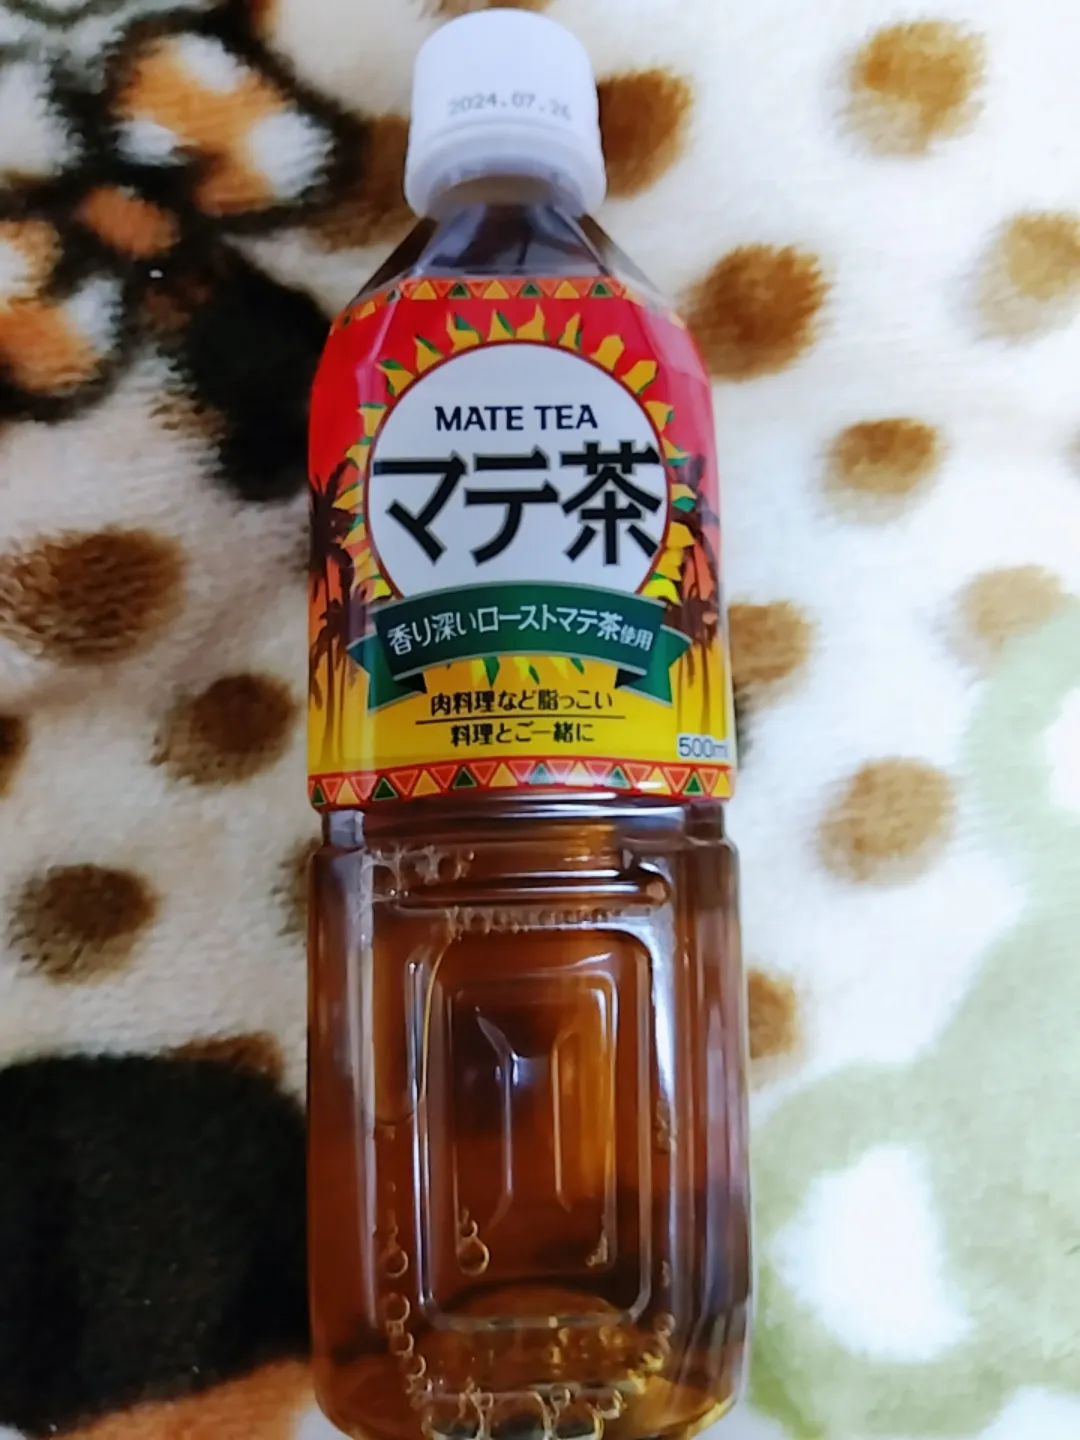 2024.07.26
MATE TEA
マテ茶
香り深いローストマテ茶使用
肉料理など脂っこい
料理とご一緒に
500ml